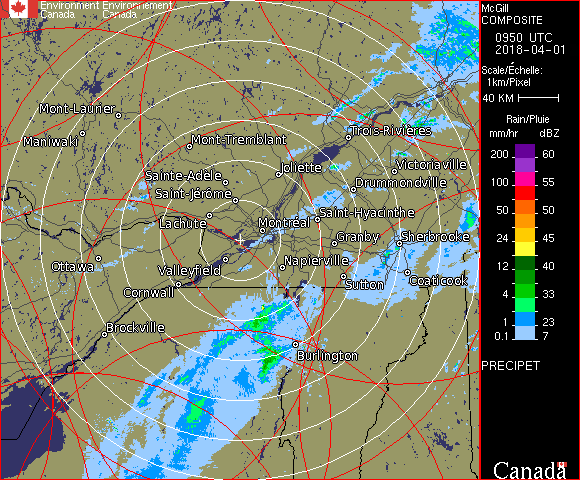 Environment Environnement
Canada Canada
McGill
COMPOSITE
0950 UTC
2018-04-01
Scale/Échelle:
1km/Pixel
40 KM
Rain/Pluie
mm/hr dBZ
200 60
100 55
50 50
24 45
12 40
4 33
1 23
0.1 7
PRECIPET
Mont-Laurier
Maniwaki
Mont-Tremblant
Trois-Rivières
Sainte-Adèle
Joliette
Victoriaville
Saint-Jérôme
Drummondville
Lachute
Montréal
Saint-Hyacinthe
Granby
Sherbrooke
Ottawa
Valleyfield
Napierville
Cornwall
Sutton
Coaticook
Brockville
Burlington
Canada